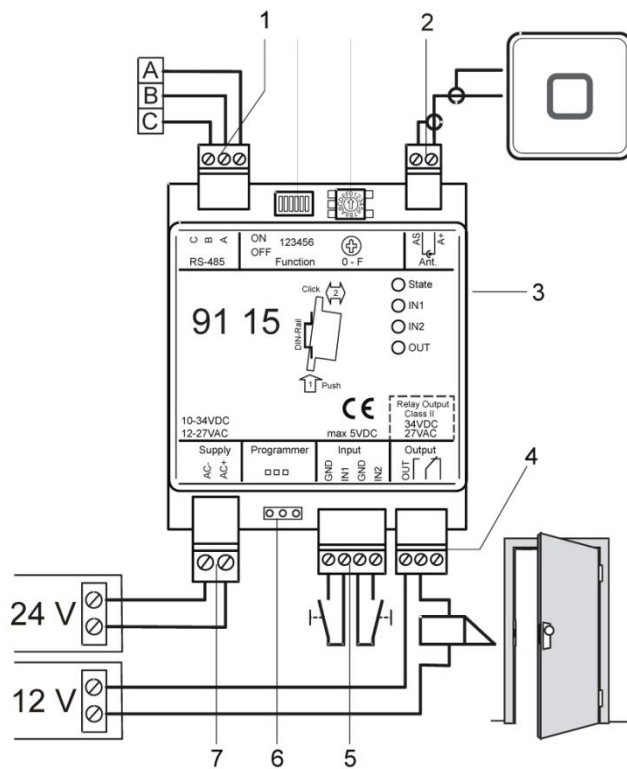 1
2
A
B
C
C B A
RS-485
ON
OFF
123456
Function
0 - F
AS
A+
Ant.
State
IN1
IN2
OUT
3
91 15
Click
2
DIN-Rail
1
Push
CE
Relay Output
Class II
34VDC
27VAC
10-34VDC
12-27VAC
max 5VDC
Supply
Programmer
Input
Output
AC-
AC+
GND
IN1
GND
IN2
OUT
4
24 V
12 V
7
6
5